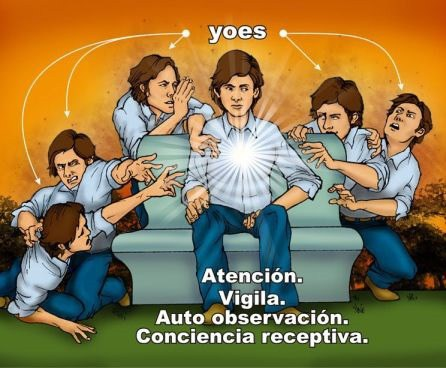 yoes
Atención.
Vigila.
Auto observación.
Conciencia receptiva.